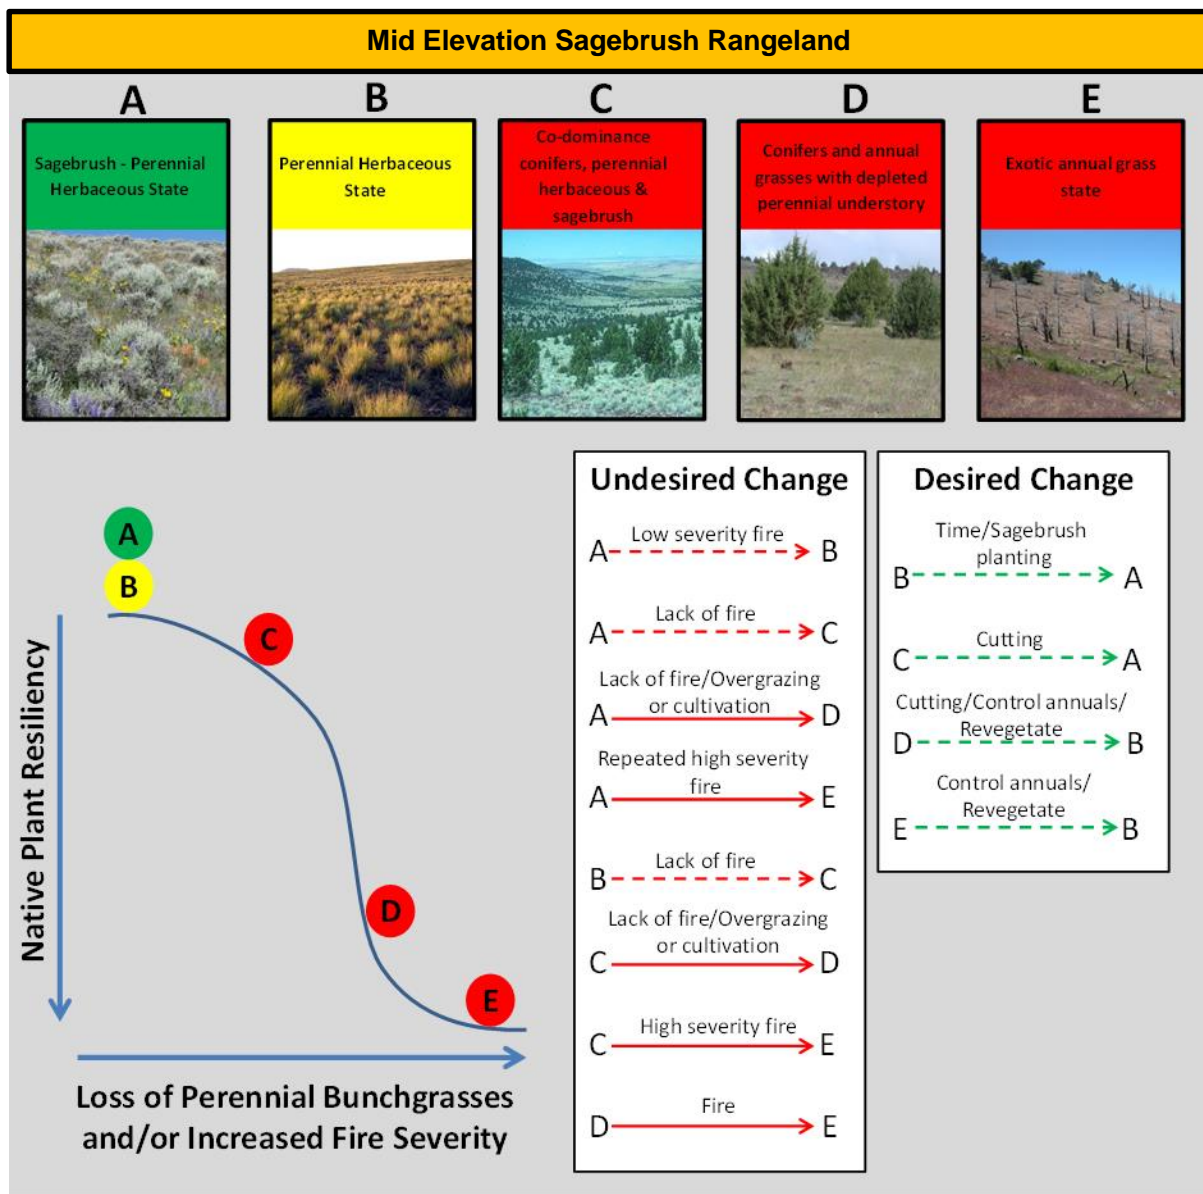 Mid Elevation Sagebrush Rangeland
A
B
C
D
E
Sagebrush - Perennial
Herbaceous State
Perennial Herbaceous
State
Co-dominance
conifers, perennial
herbaceous &
sagebrush
Conifers and annual
grasses with depleted
perennial understory
Exotic annual grass
state
A
B
C
D
E
Native Plant Resiliency
Loss of Perennial Bunchgrasses
and/or Increased Fire Severity
Undesired Change
Low severity fire
A B
Lack of fire
A C
Lack of fire/Overgrazing
or cultivation
A D
Repeated high severity
fire
A E
Lack of fire
B C
Lack of fire/Overgrazing
or cultivation
C D
High severity fire
C E
Fire
D E
Desired Change
Time/Sagebrush
planting
B A
Cutting
C A
Cutting/Control annuals/
Revegetate
D B
Control annuals/
Revegetate
E B